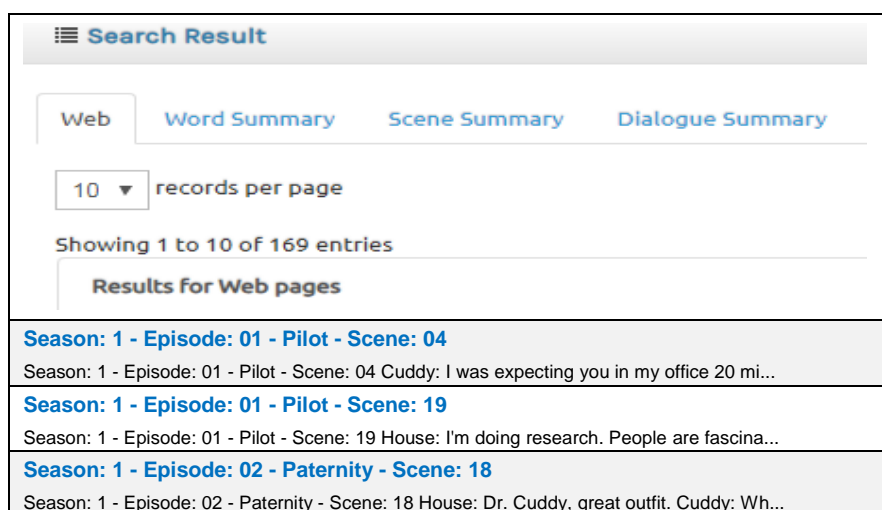 Search Result
Web Word Summary Scene Summary Dialogue Summary
10 records per page
Showing 1 to 10 of 169 entries
Results for Web pages
Season: 1 - Episode: 01 - Pilot - Scene: 04
Season: 1 - Episode: 01 - Pilot - Scene: 04 Cuddy: I was expecting you in my office 20 mi...
Season: 1 - Episode: 01 - Pilot - Scene: 19
Season: 1 - Episode: 01 - Pilot - Scene: 19 House: I'm doing research. People are fascina...
Season: 1 - Episode: 02 - Paternity - Scene: 18
Season: 1 - Episode: 02 - Paternity - Scene: 18 House: Dr. Cuddy, great outfit. Cuddy: Wh...